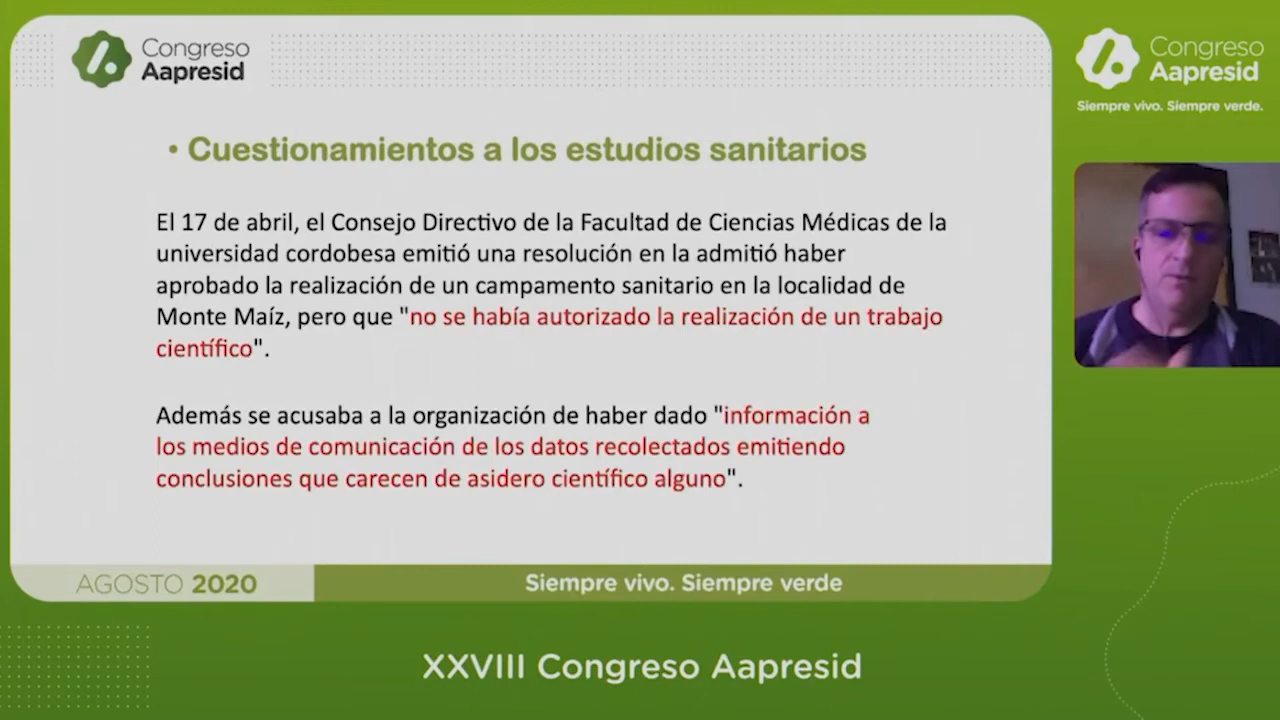 Congreso
Aapresid
Congreso
Aapresid
Siempre vivo. Siempre verde.
• Cuestionamientos a los estudios sanitarios
El 17 de abril, el Consejo Directivo de la Facultad de Ciencias Médicas de la
universidad cordobesa emitió una resolución en la admitió haber
aprobado la realización de un campamento sanitario en la localidad de
Monte Maíz, pero que "no se había autorizado la realización de un trabajo
científico".
Además se acusaba a la organización de haber dado "información a
los medios de comunicación de los datos recolectados emitiendo
conclusiones que carecen de asidero científico alguno".
AGOSTO 2020
Siempre vivo. Siempre verde
XXVIII Congreso Aapresid